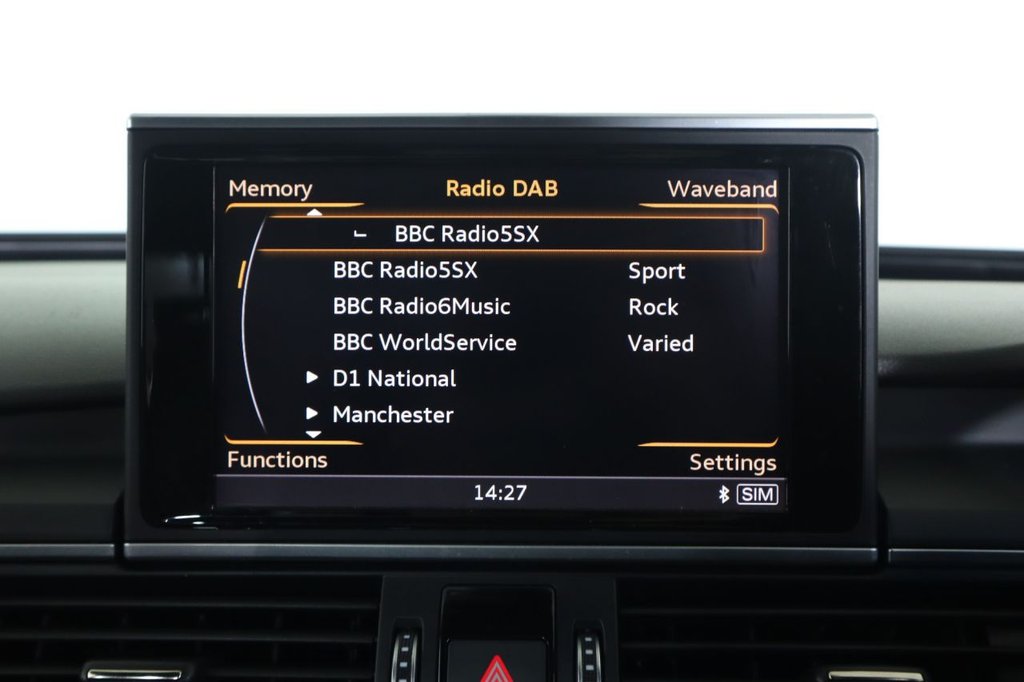 Memory Radio DAB Waveband
BBC Radio5SX
BBC Radio5SX Sport
BBC Radio6Music Rock
BBC WorldService Varied
D1 National
Manchester
Functions Settings
14:27 SIM